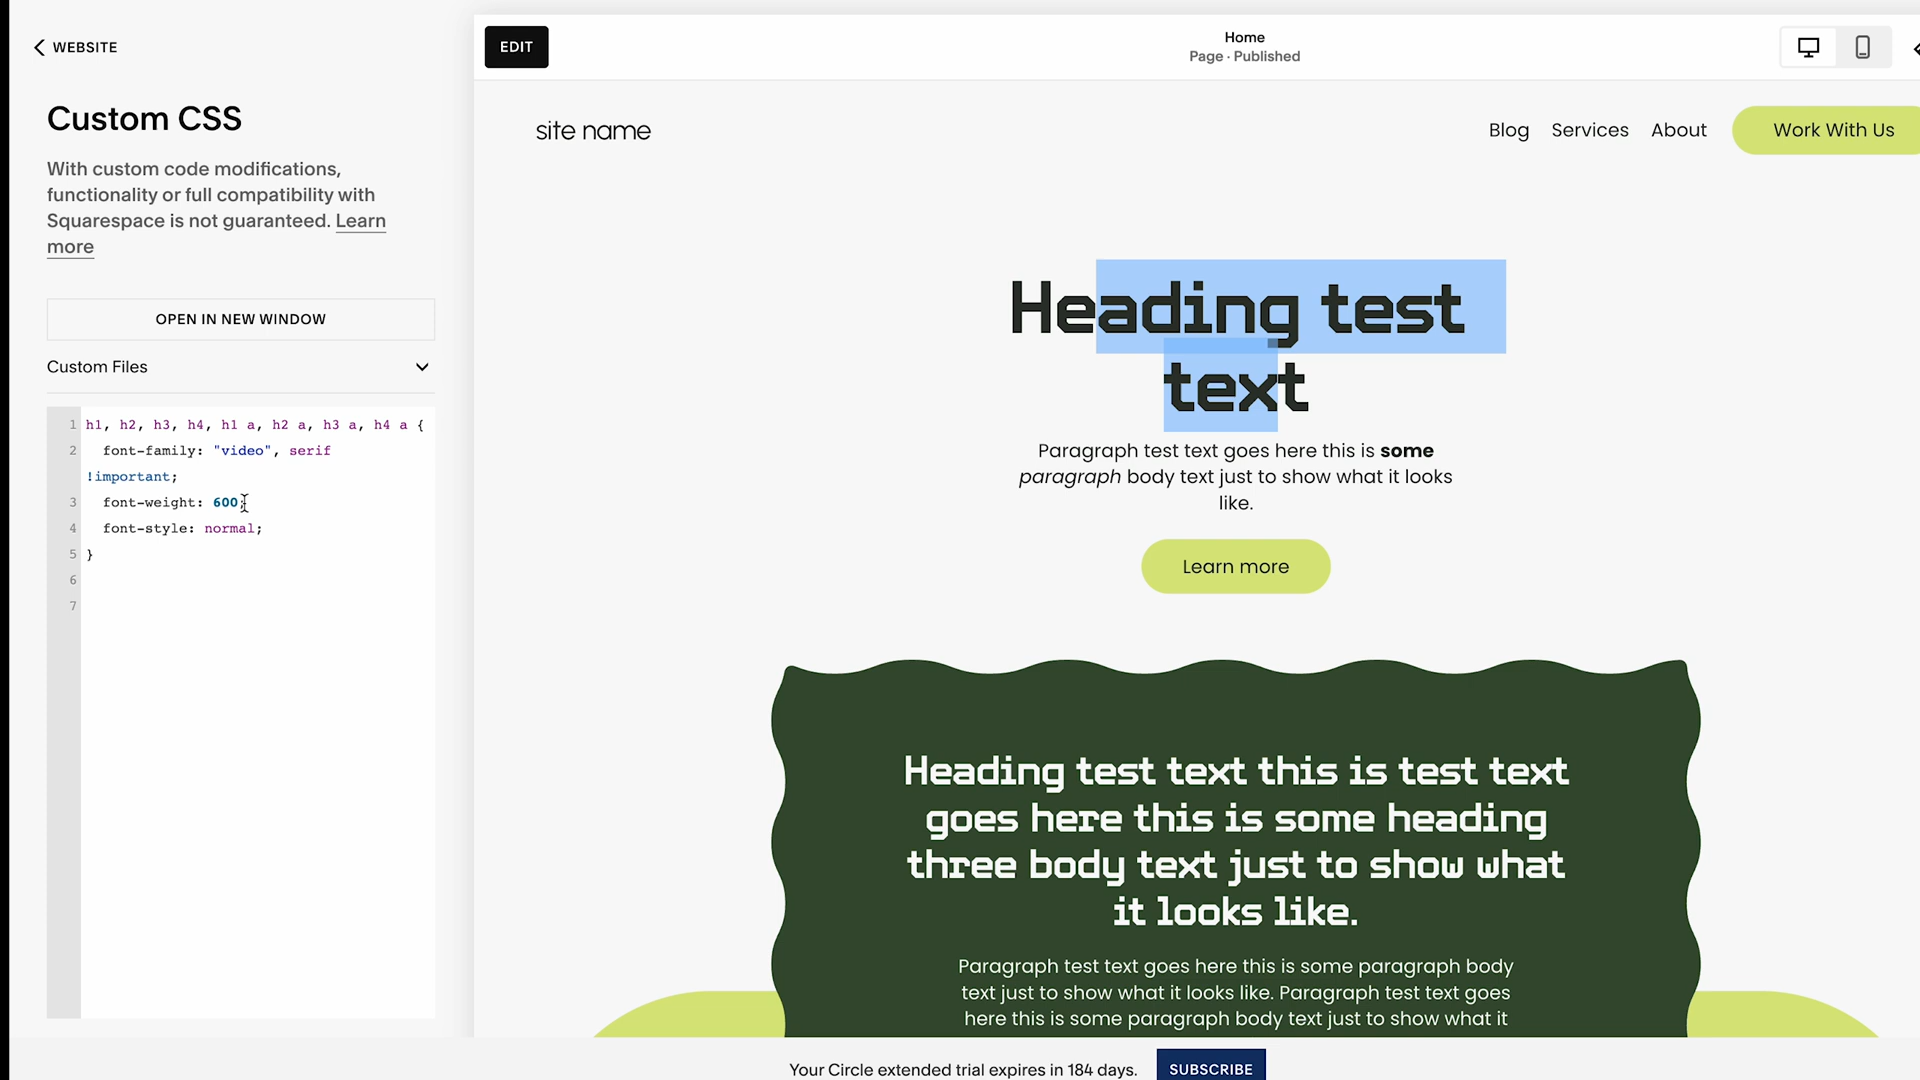 WEBSITE
Custom CSS
With custom code modifications,
functionality or full compatibility with
Squarespace is not guaranteed. Learn
more
OPEN IN NEW WINDOW
Custom Files
1 h1, h2, h3, h4, h1 a, h2 a, h3 a, h4 a {
2 font-family: "video", serif
!important;
3 font-weight: 600;
4 font-style: normal;
5 }
6
7
EDIT
Home
Page · Published
site name
Blog Services About Work With Us
Heading test
text
Paragraph test text goes here this is some
paragraph body text just to show what it looks
like.
Learn more
Heading test text this is test text
goes here this is some heading
three body text just to show what
it looks like.
Paragraph test text goes here this is some paragraph body
text just to show what it looks like. Paragraph test text goes
here this is some paragraph body text just to show what it
Your Circle extended trial expires in 184 days. SUBSCRIBE